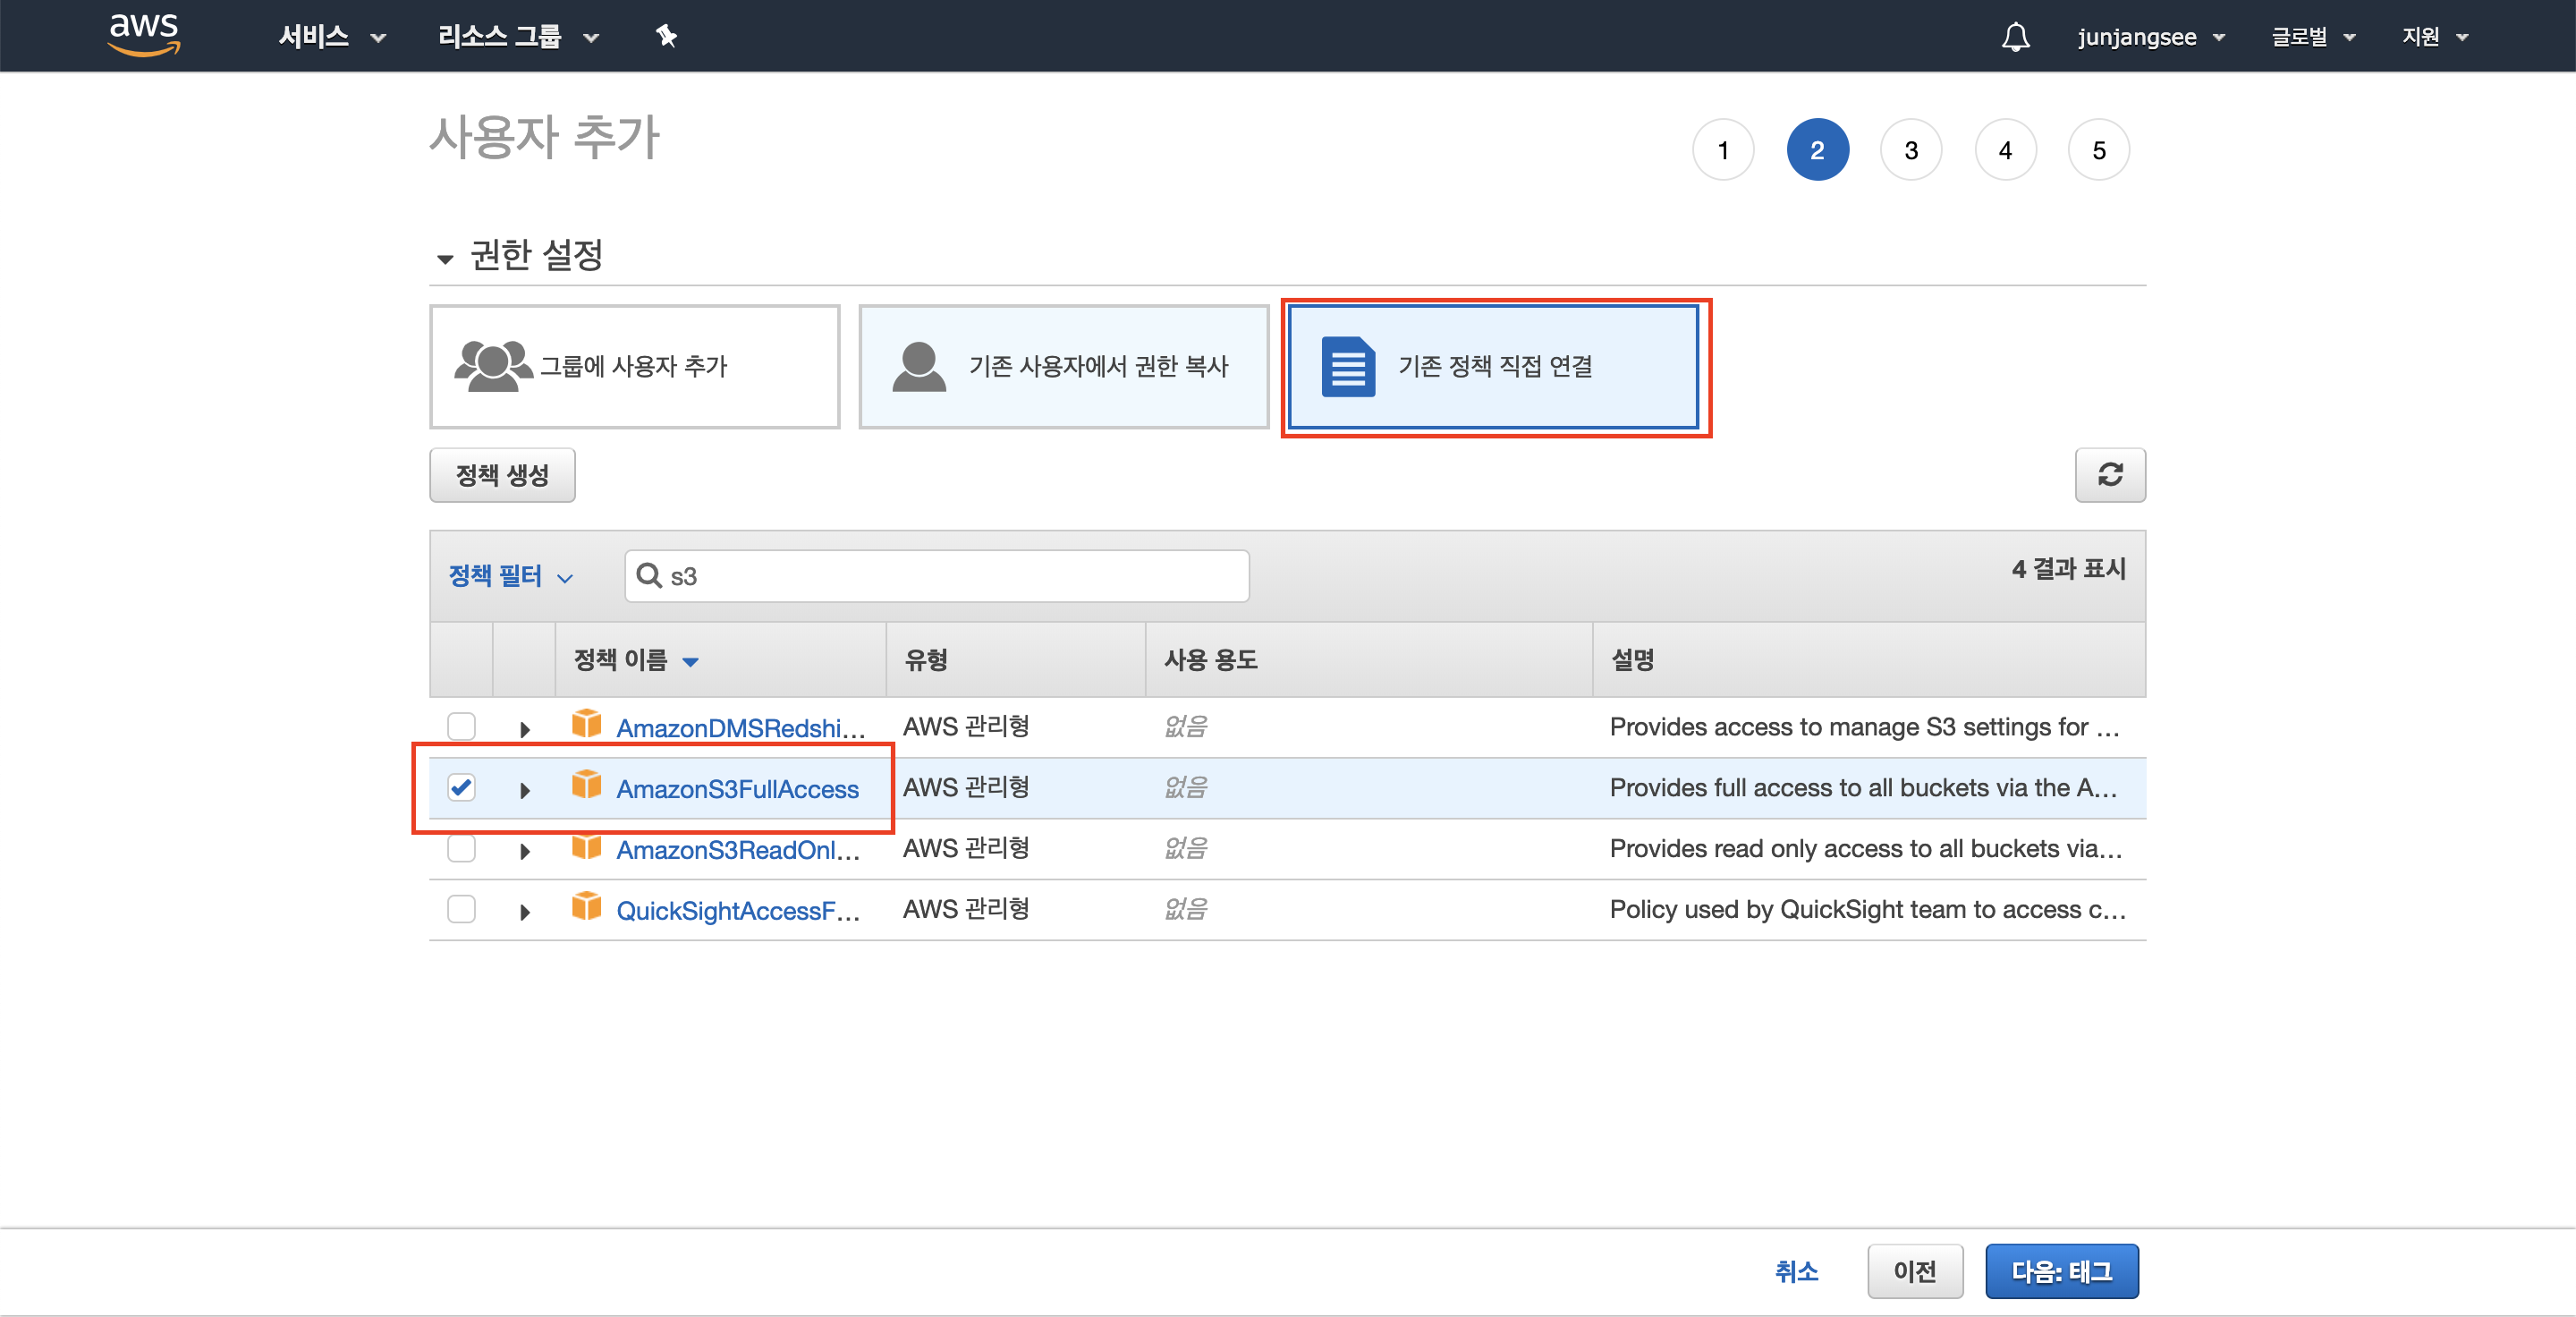 aws 서비스 리소스 그룹 junjangsee 글로벌 지원
사용자 추가
1 2 3 4 5
권한 설정
그룹에 사용자 추가 기존 사용자에서 권한 복사 기존 정책 직접 연결
정책 생성
정책 필터 s3 4 결과 표시
정책 이름 유형 사용 용도 설명
AmazonDMSRedshi... AWS 관리형 없음 Provides access to manage S3 settings for ...
AmazonS3FullAccess AWS 관리형 없음 Provides full access to all buckets via the A...
AmazonS3ReadOnl... AWS 관리형 없음 Provides read only access to all buckets via...
QuickSightAccessF... AWS 관리형 없음 Policy used by QuickSight team to access c...
취소 이전 다음: 태그